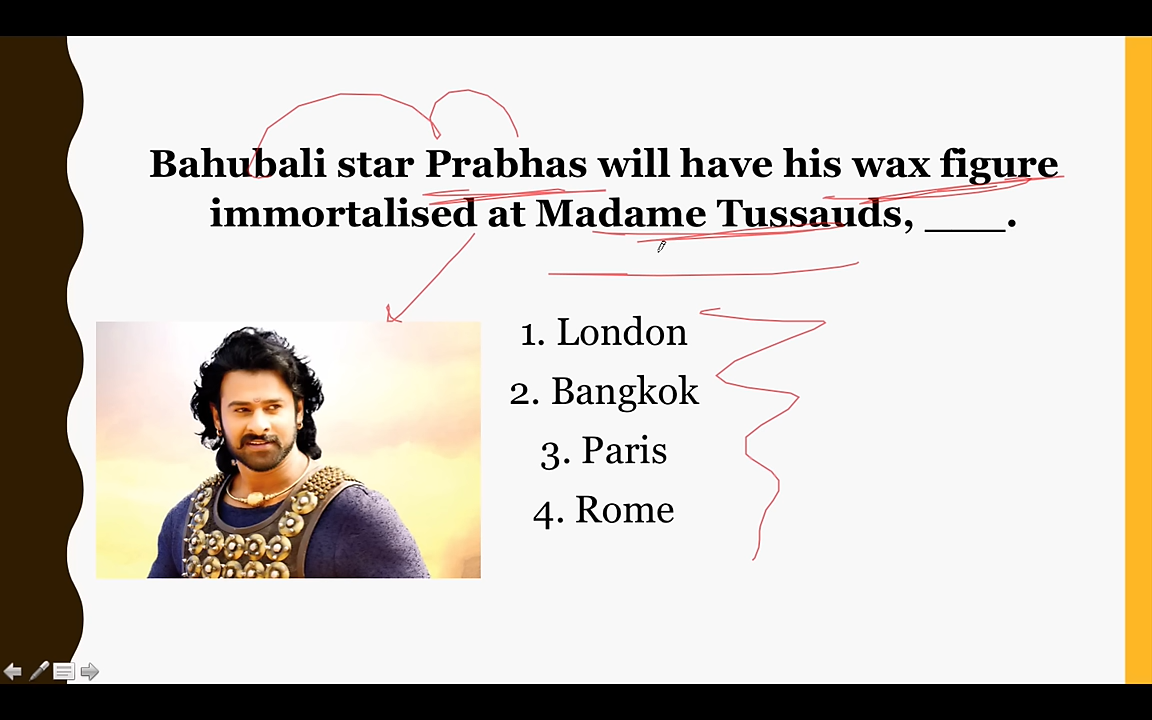 Bahubali star Prabhas will have his wax figure
immortalised at Madame Tussauds, ___.
1. London
2. Bangkok
3. Paris
4. Rome